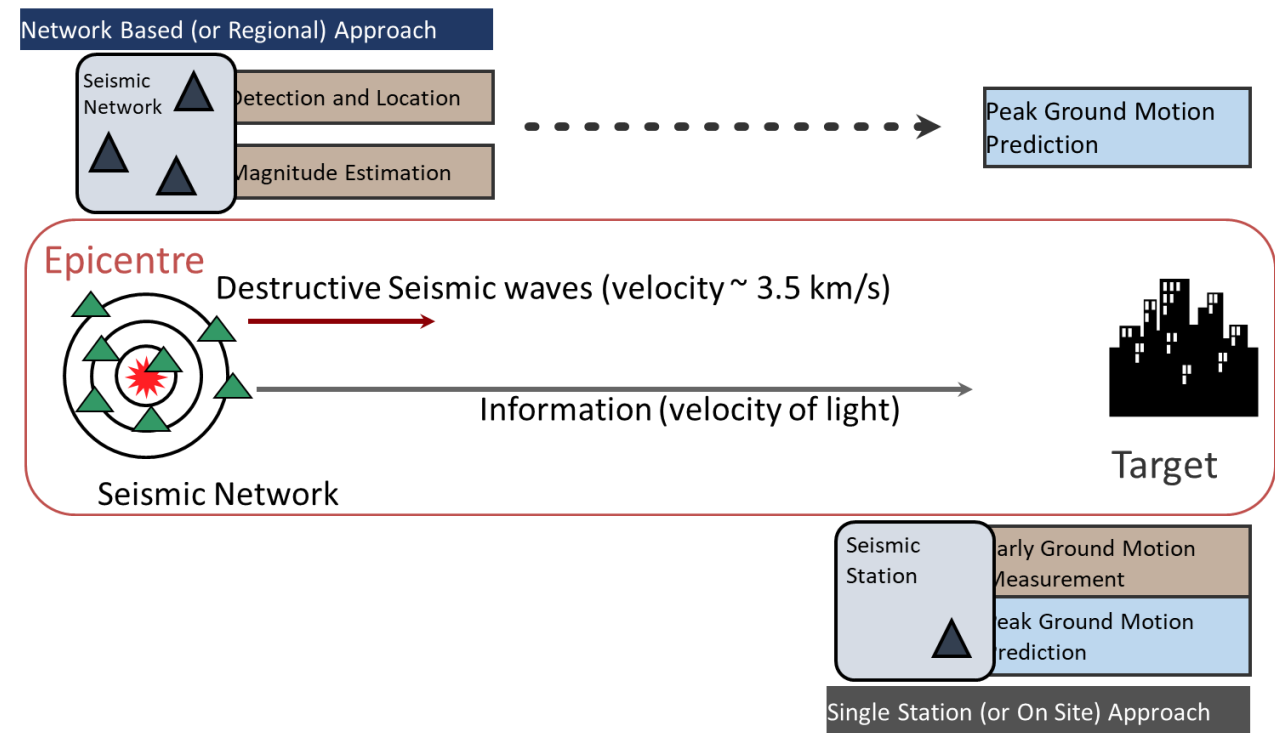 Network Based (or Regional) Approach
Seismic
Network
etection and Location
agnitude Estimation
Peak Ground Motion
Prediction
Epicentre
Destructive Seismic waves (velocity ~ 3.5 km/s)
Information (velocity of light)
Seismic Network
Target
Seismic
Station
arly Ground Motion
Measurement
eak Ground Motion
rediction
Single Station (or On Site) Approach